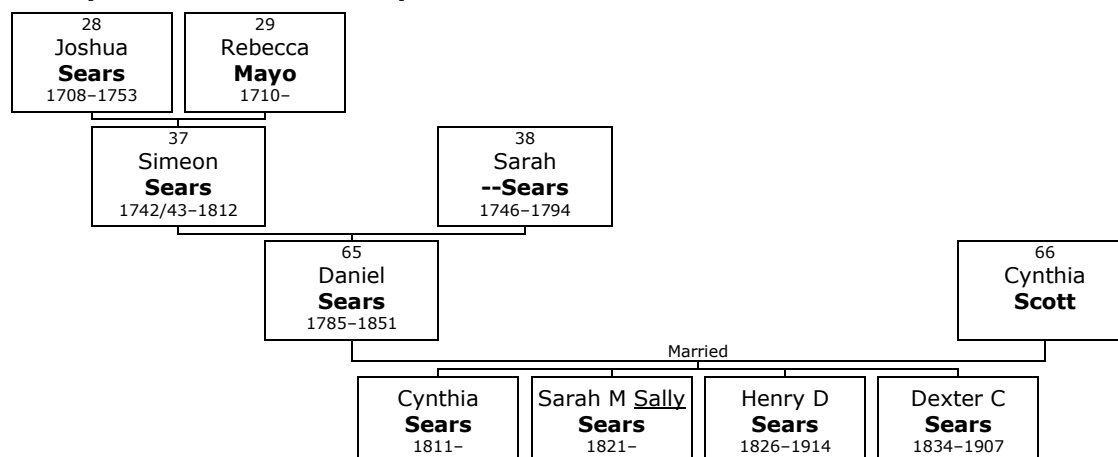 28
Joshua
Sears
1708–1753
29
Rebecca
Mayo
1710–
37
Simeon
Sears
1742/43–1812
38
Sarah
--Sears
1746–1794
65
Daniel
Sears
1785–1851
66
Cynthia
Scott
Married
Cynthia
Sears
1811–
Sarah M Sally
Sears
1821–
Henry D
Sears
1826–1914
Dexter C
Sears
1834–1907